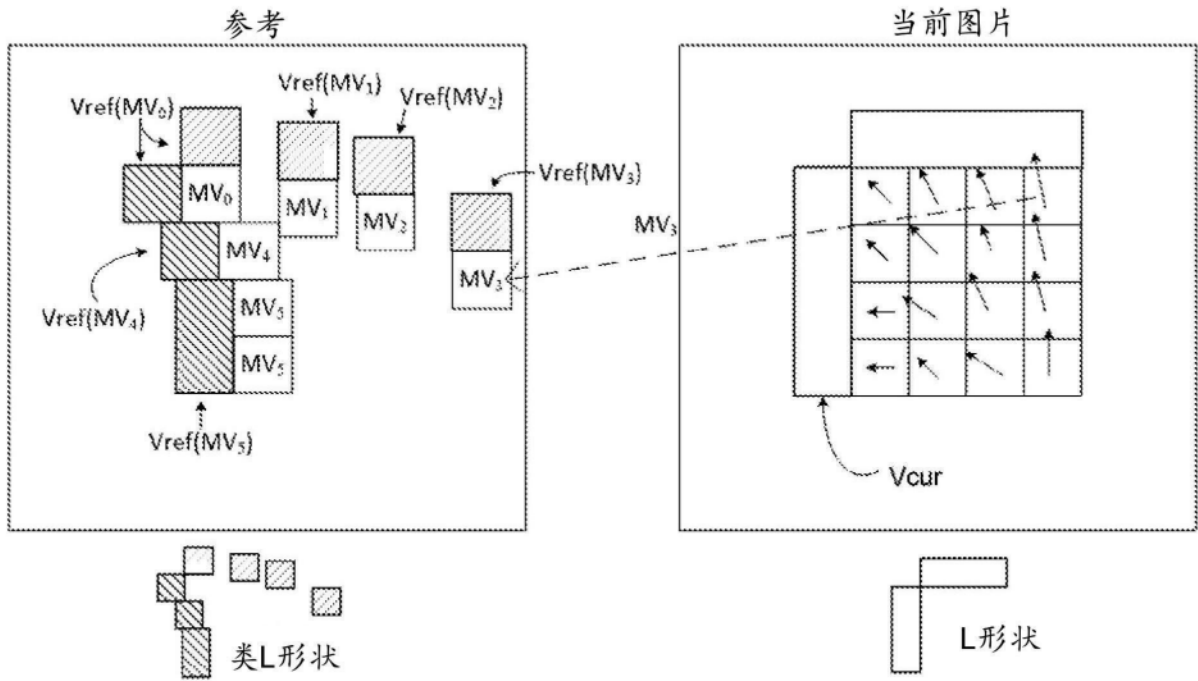 参考
当前图片
Vref(MV₁)
Vref(MV₂)
Vref(MV₀)
Vref(MV₃)
MV₀
MV₁
MV₂
MV₃
MV₄
MV₃
Vref(MV₄)
MV₅
MV₅
Vref(MV₅)
Vcur
类L形状
L形状